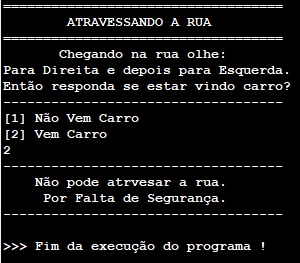 ====================================
ATRAVESSANDO A RUA
====================================
Chegando na rua olhe:
Para Direita e depois para Esquerda.
Então responda se estar vindo carro?
------------------------------------
[1] Não Vem Carro
[2] Vem Carro
2
------------------------------------
Não pode atrvesar a rua.
Por Falta de Segurança.
------------------------------------
>>> Fim da execução do programa !